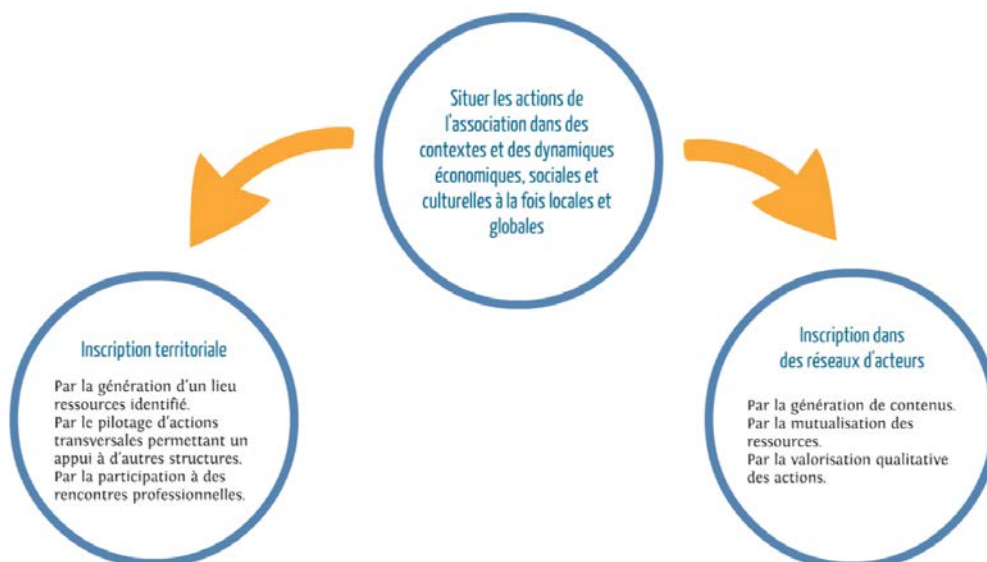 Situer les actions de
l'association dans des
contextes et des dynamiques
économiques, sociales et
culturelles à la fois locales et
globales
Inscription territoriale
Par la génération d'un lieu
ressources identifié.
Par le pilotage d'actions
transversales permettant un
appui à d'autres structures.
Par la participation à des
rencontres professionnelles.
Inscription dans
des réseaux d'acteurs
Par la génération de contenus.
Par la mutualisation des
ressources.
Par la valorisation qualitative
des actions.